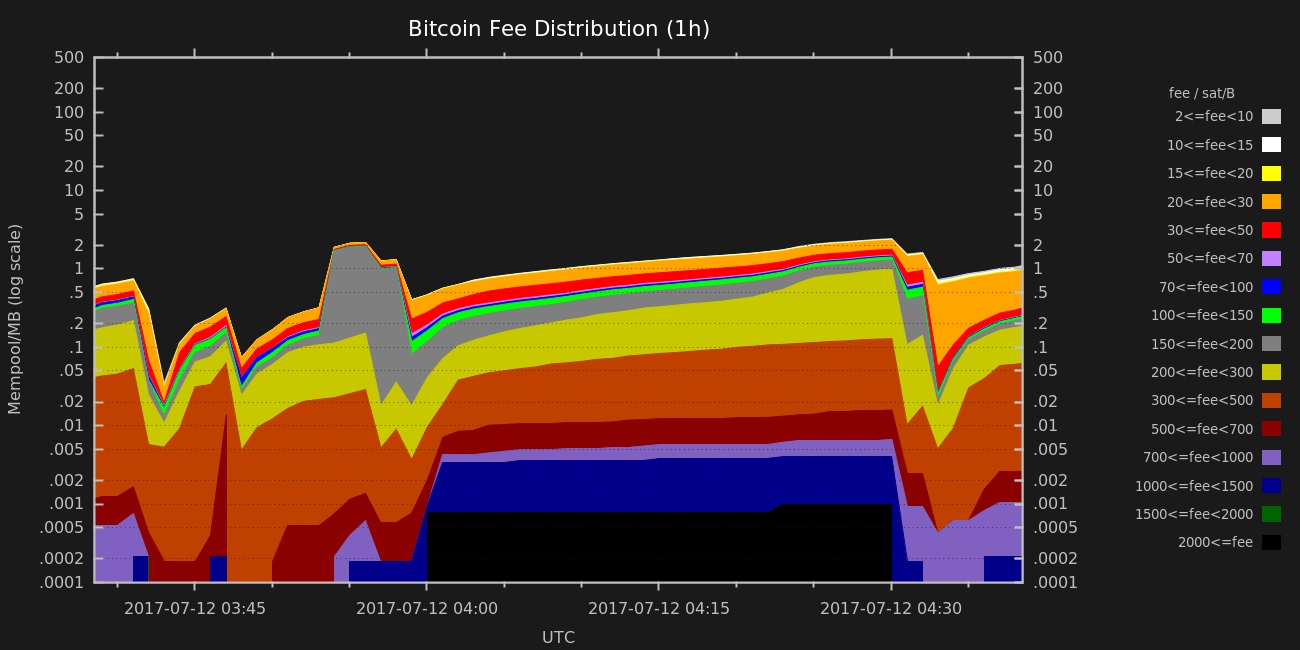 Bitcoin Fee Distribution (1h)
Mempool/MB (log scale)
500
200
100
50
20
10
5
2
1
.5
.2
.1
.05
.02
.01
.005
.002
.001
.0005
.0002
.0001
500
200
100
50
20
10
5
2
1
.5
.2
.1
.05
.02
.01
.005
.002
.001
.0005
.0002
.0001
2017-07-12 03:45
2017-07-12 04:00
2017-07-12 04:15
2017-07-12 04:30
UTC
fee / sat/B
2<=fee<10
10<=fee<15
15<=fee<20
20<=fee<30
30<=fee<50
50<=fee<70
70<=fee<100
100<=fee<150
150<=fee<200
200<=fee<300
300<=fee<500
500<=fee<700
700<=fee<1000
1000<=fee<1500
1500<=fee<2000
2000<=fee